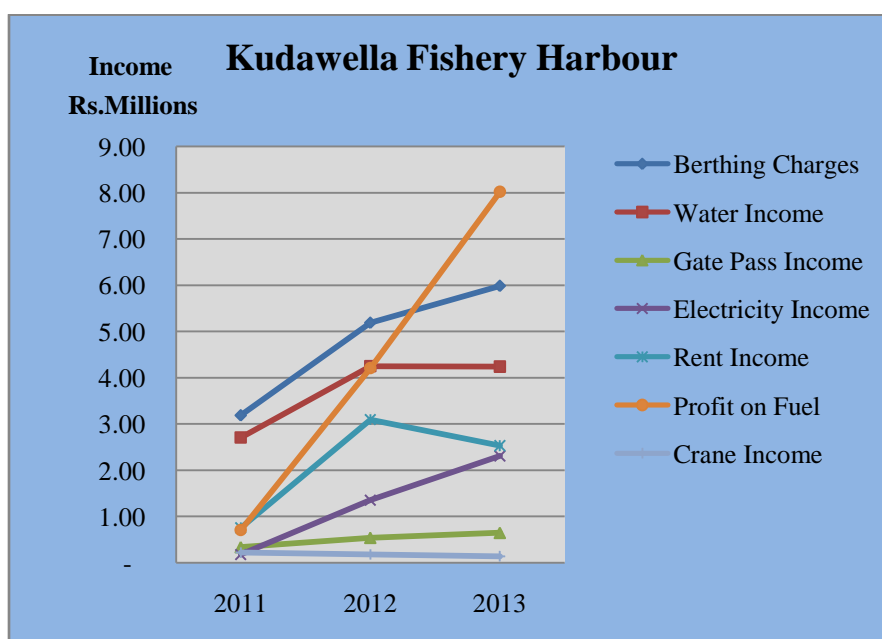 Kudawella Fishery Harbour
Income
Rs.Millions
9.00
8.00
7.00
6.00
5.00
4.00
3.00
2.00
1.00
-
2011 2012 2013
Berthing Charges
Water Income
Gate Pass Income
Electricity Income
Rent Income
Profit on Fuel
Crane Income